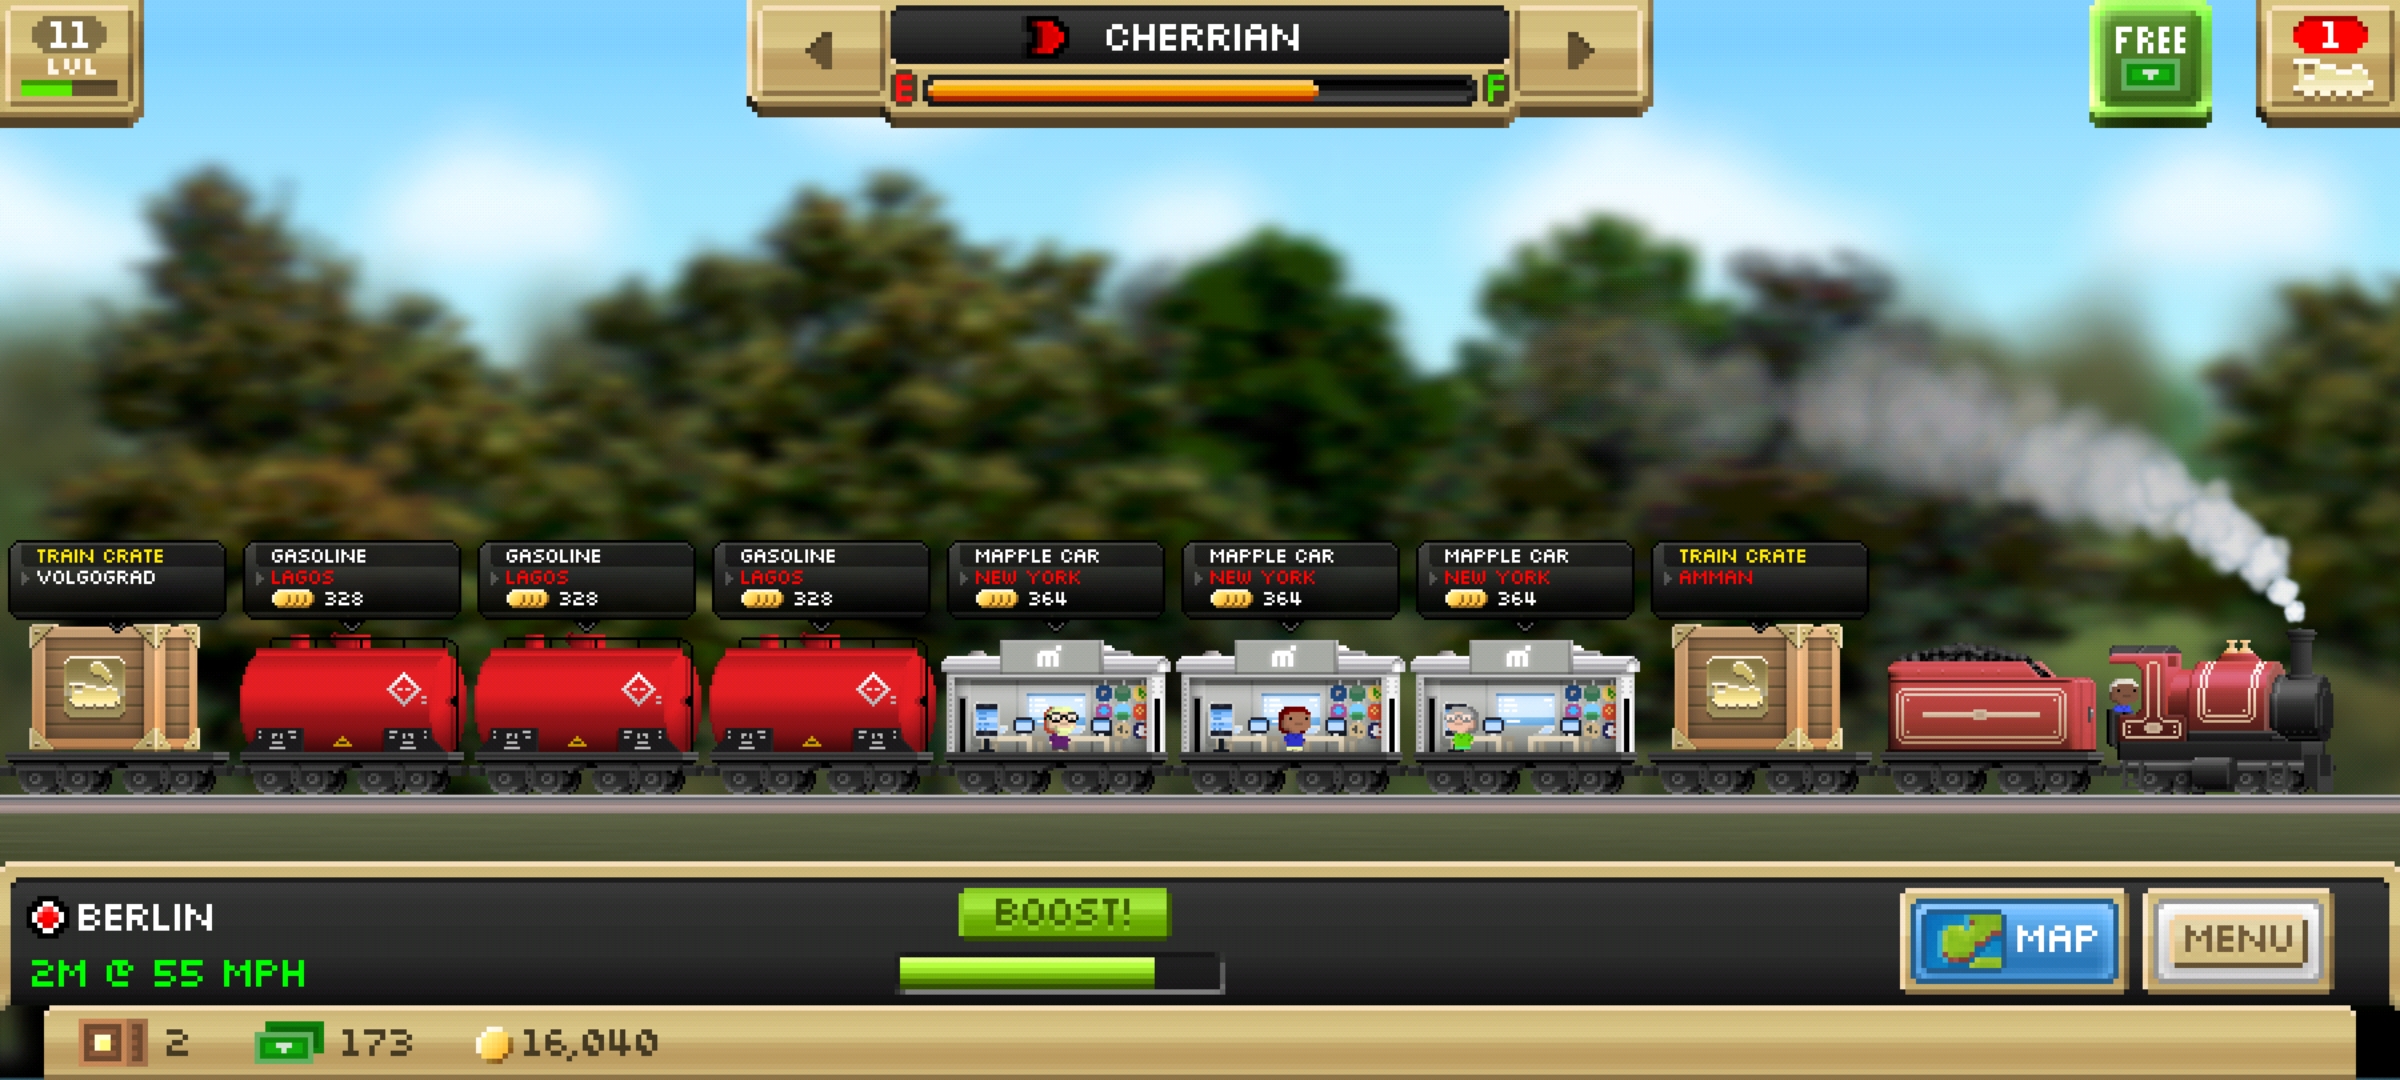 11
LVL
CHERRIAN
E
F
FREE
1
TRAIN CRATE
VOLGOGRAD
GASOLINE
LAGOS
328
GASOLINE
LAGOS
328
GASOLINE
LAGOS
328
MAPPLE CAR
NEW YORK
364
MAPPLE CAR
NEW YORK
364
MAPPLE CAR
NEW YORK
364
TRAIN CRATE
AMMAN
m
m
m
BERLIN
2M @ 55 MPH
BOOST!
MAP
MENU
2
173
16,040